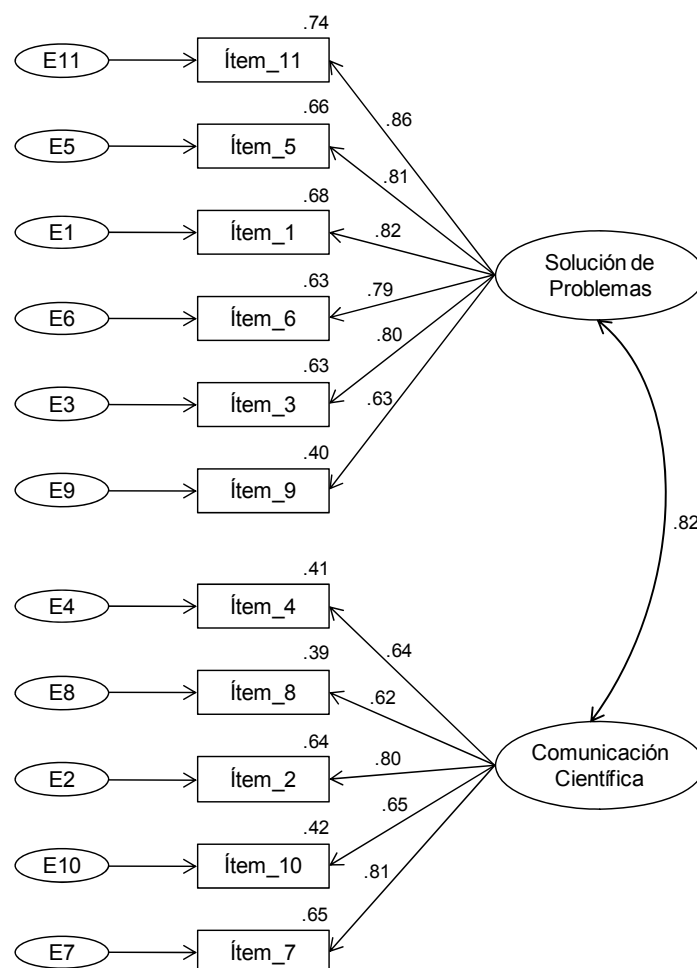 .74
E11 Ítem_11
.86
.66
E5 Ítem_5
.81
.68
E1 Ítem_1
.82
.63
E6 Ítem_6
.79
Solución de
Problemas
.63
E3 Ítem_3
.80
.40
E9 Ítem_9
.63
.82
.41
E4 Ítem_4
.64
.39
E8 Ítem_8
.62
.64
E2 Ítem_2
.80
Comunicación
Científica
.42
E10 Ítem_10
.65
.65
E7 Ítem_7
.81